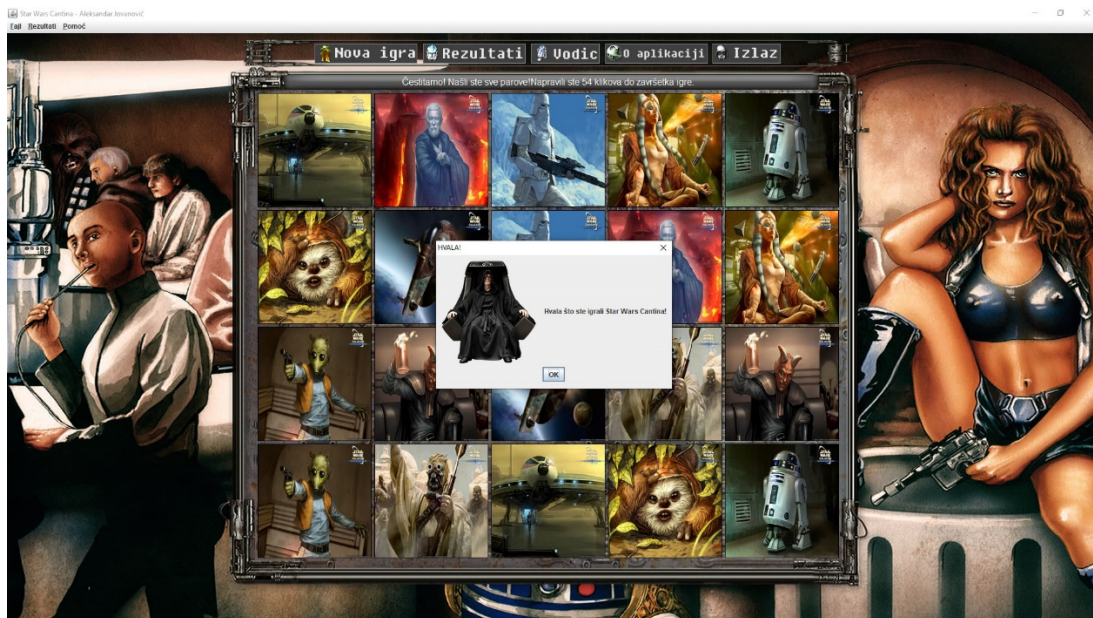 Star Wars Cantina - Aleksandar Jovanović
Fajl Rezultati Pomoć
Nova igra Rezultati Vodic O aplikaciji Izlaz
Čestitamo! Našli ste sve parove!Napravili ste 54 klikova do završetka igre.
HVALA!
Hvala što ste igrali Star Wars Cantina!
OK